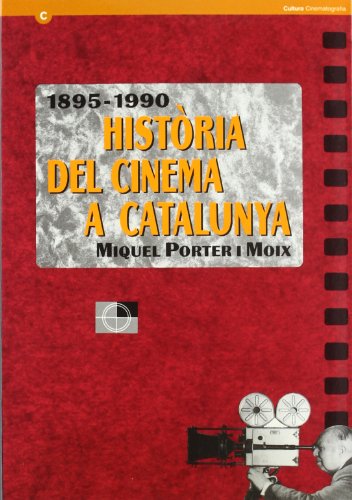 C
Cultura Cinematogràfica
1895-1990
HISTÒRIA
DEL CINEMA
A CATALUNYA
MIQUEL PORTER I MOIX